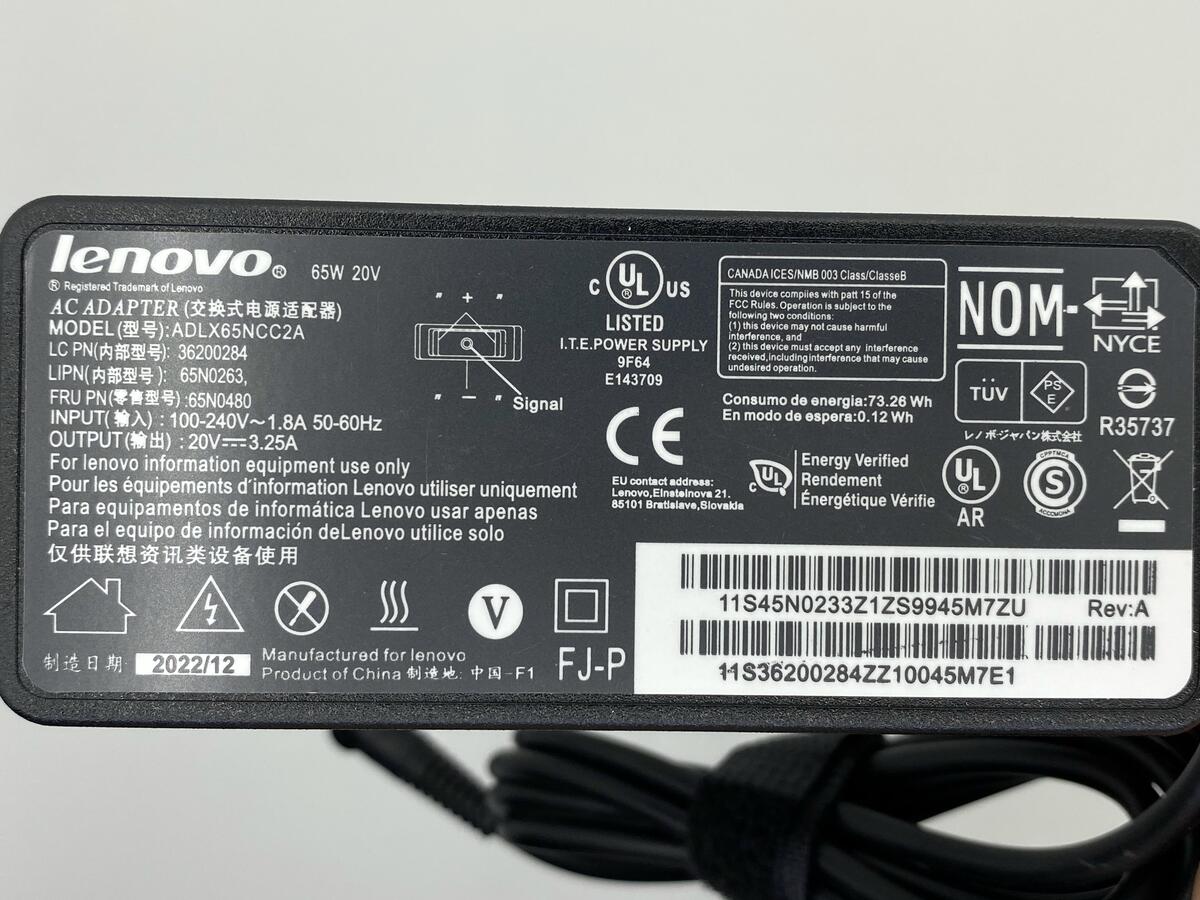 lenovo® 65W 20V
® Registered Trademark of Lenovo
AC ADAPTER (交换式电源适配器)
MODEL(型号):ADLX65NCC2A
LC PN(内部型号): 36200284
LIPN(内部型号): 65N0263,
FRU PN(零售型号):65N0480
INPUT(输入) : 100-240V～1.8A 50-60Hz
OUTPUT(输出) : 20V⎓3.25A
For lenovo information equipment use only
Pour les équipements d'information Lenovo utiliser uniquement
Para equipamentos de informática Lenovo usar apenas
Para el equipo de información deLenovo utilice solo
仅供联想资讯类设备使用
+
−
Signal
C UL ® US
LISTED
I.T.E.POWER SUPPLY
9F64
E143709
CE
EU contact address:
Lenovo,Einsteinova 21.
85101 Bratislave,Slovakia
CANADA ICES/NMB 003 Class/ClasseB
This device compiies with patt 15 of the
FCC Rules. Operation is subject to the
following two conditions:
(1) this device may not cause harmful
interference, and
(2) this device must accept any interference
received,including interference that may cause
undesired operation.
Consumo de energia:73.26 Wh
En modo de espera:0.12 Wh
c UL
Energy Verified
Rendement
Énergétique Vérifie
NOM-
NYCE
TÜV
PS
E
レノボ・ジャパン株式会社
R35737
UL ®
AR
S
V
FJ-P
制造日期: 2022/12
Manufactured for lenovo
Product of China 制造地: 中国 -F1
11S45N0233Z1ZS9945M7ZU Rev:A
11S36200284ZZ10045M7E1